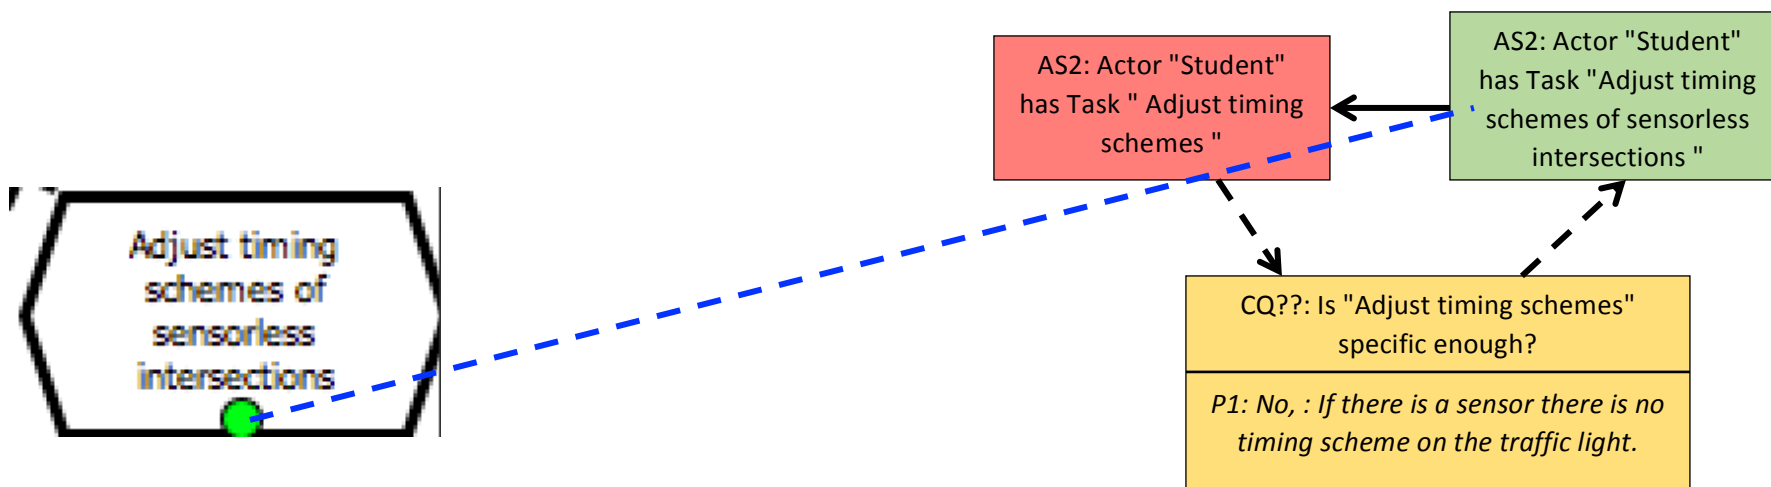 Adjust timing
schemes of
sensorless
intersections
AS2: Actor "Student"
has Task " Adjust timing
schemes "
AS2: Actor "Student"
has Task "Adjust timing
schemes of sensorless
intersections "
CQ??: Is "Adjust timing schemes"
specific enough?
P1: No, : If there is a sensor there is no
timing scheme on the traffic light.